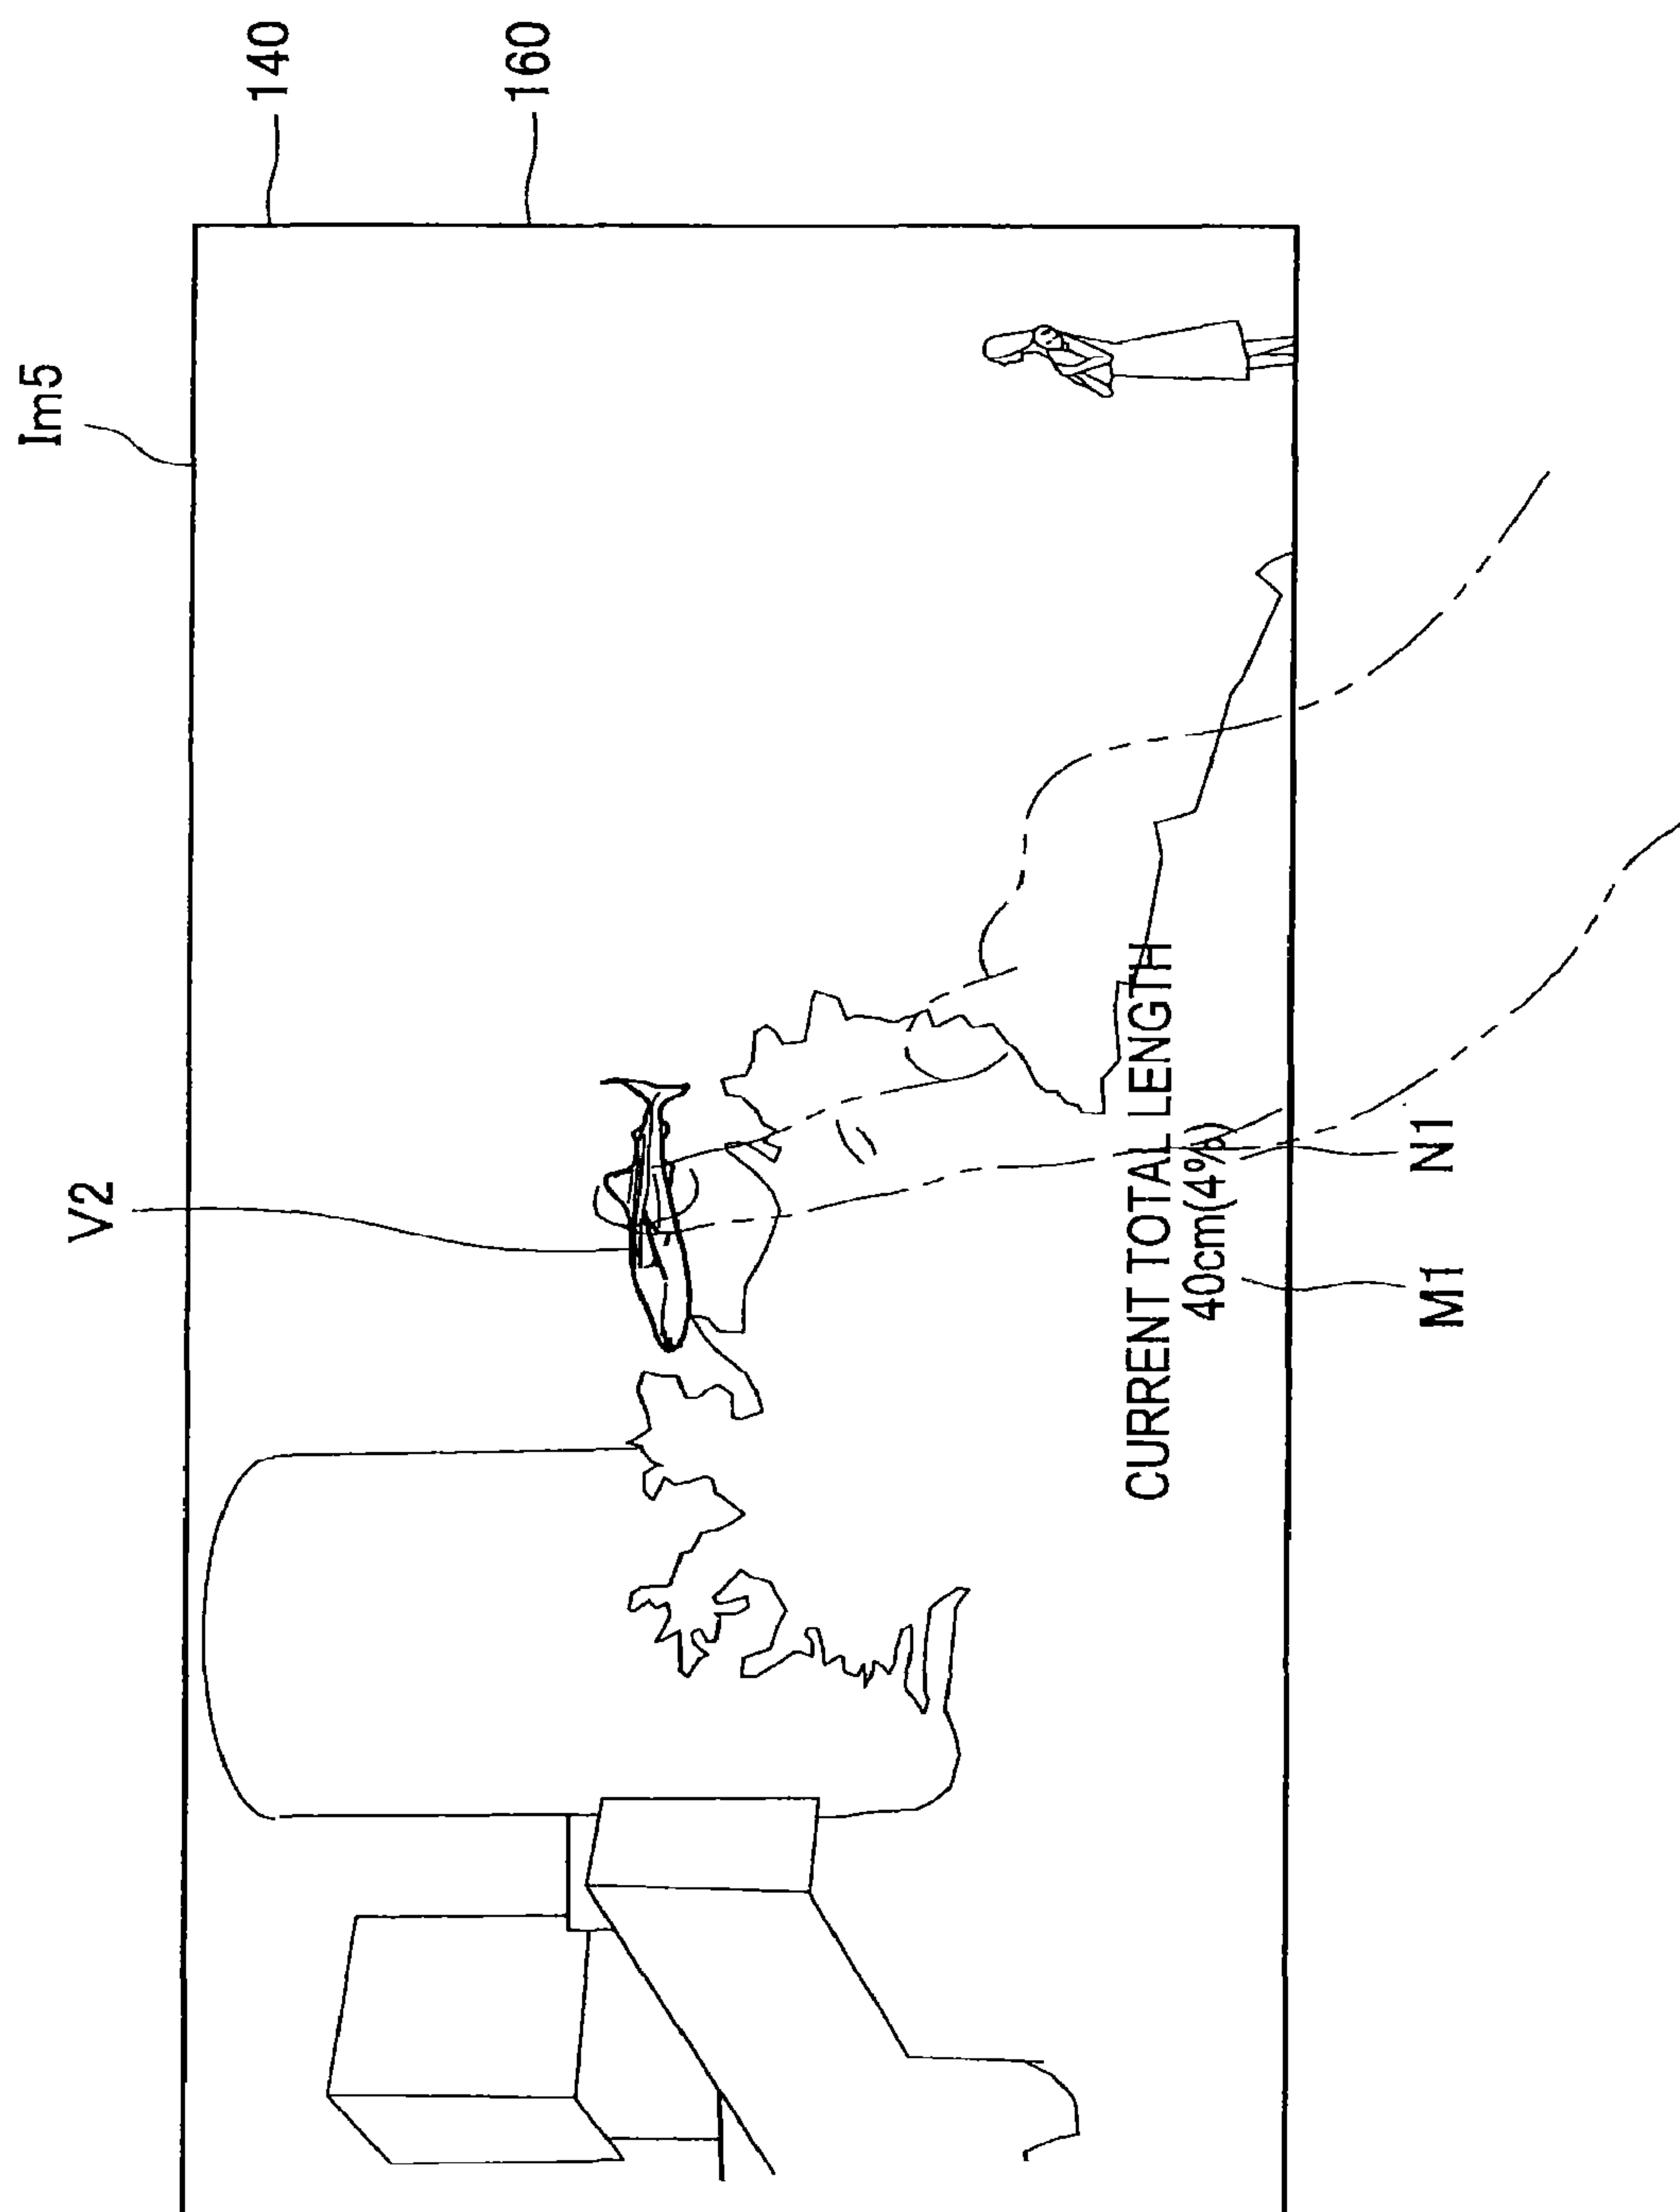 Im5
140
160
V2
CURRENT TOTAL LENGTH
40cm(4%)
N1
M1